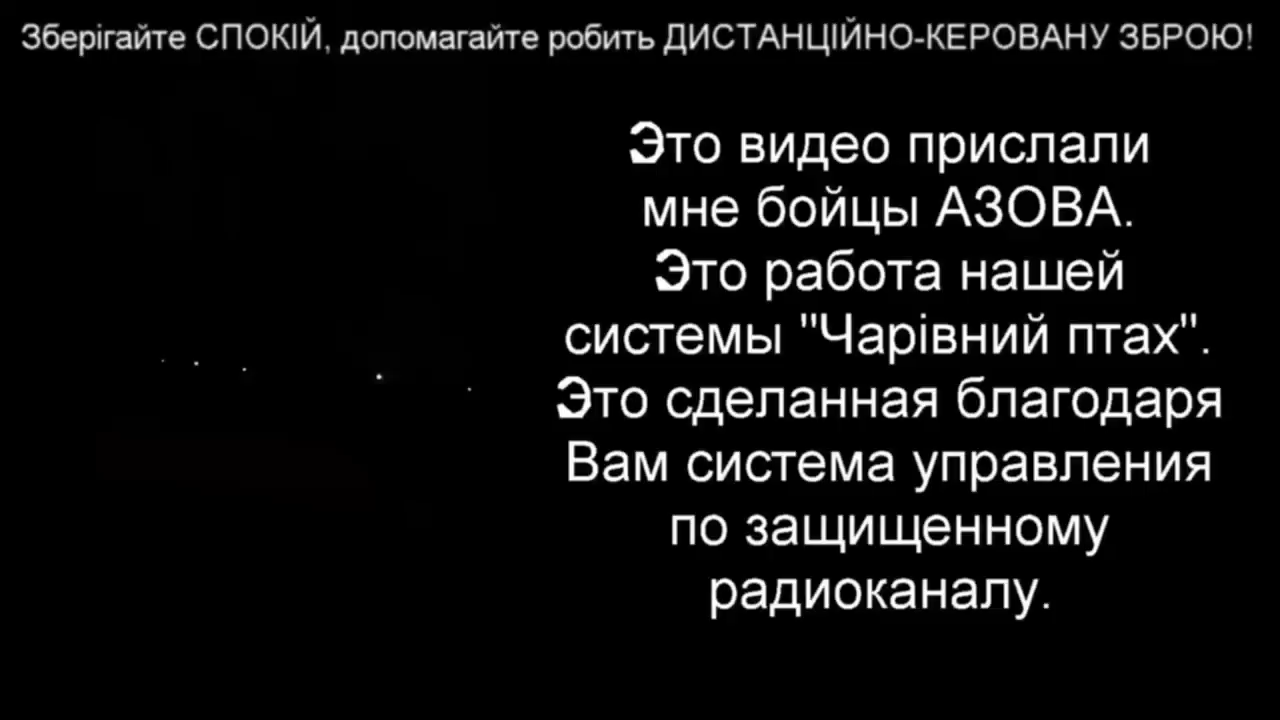 Зберігайте СПОКІЙ, допомагайте робить ДИСТАНЦІЙНО-КЕРОВАНУ ЗБРОЮ!
Это видео прислали
мне бойцы АЗОВА.
Это работа нашей
системы "Чарівний птах".
Это сделанная благодаря
Вам система управления
по защищенному
радиоканалу.